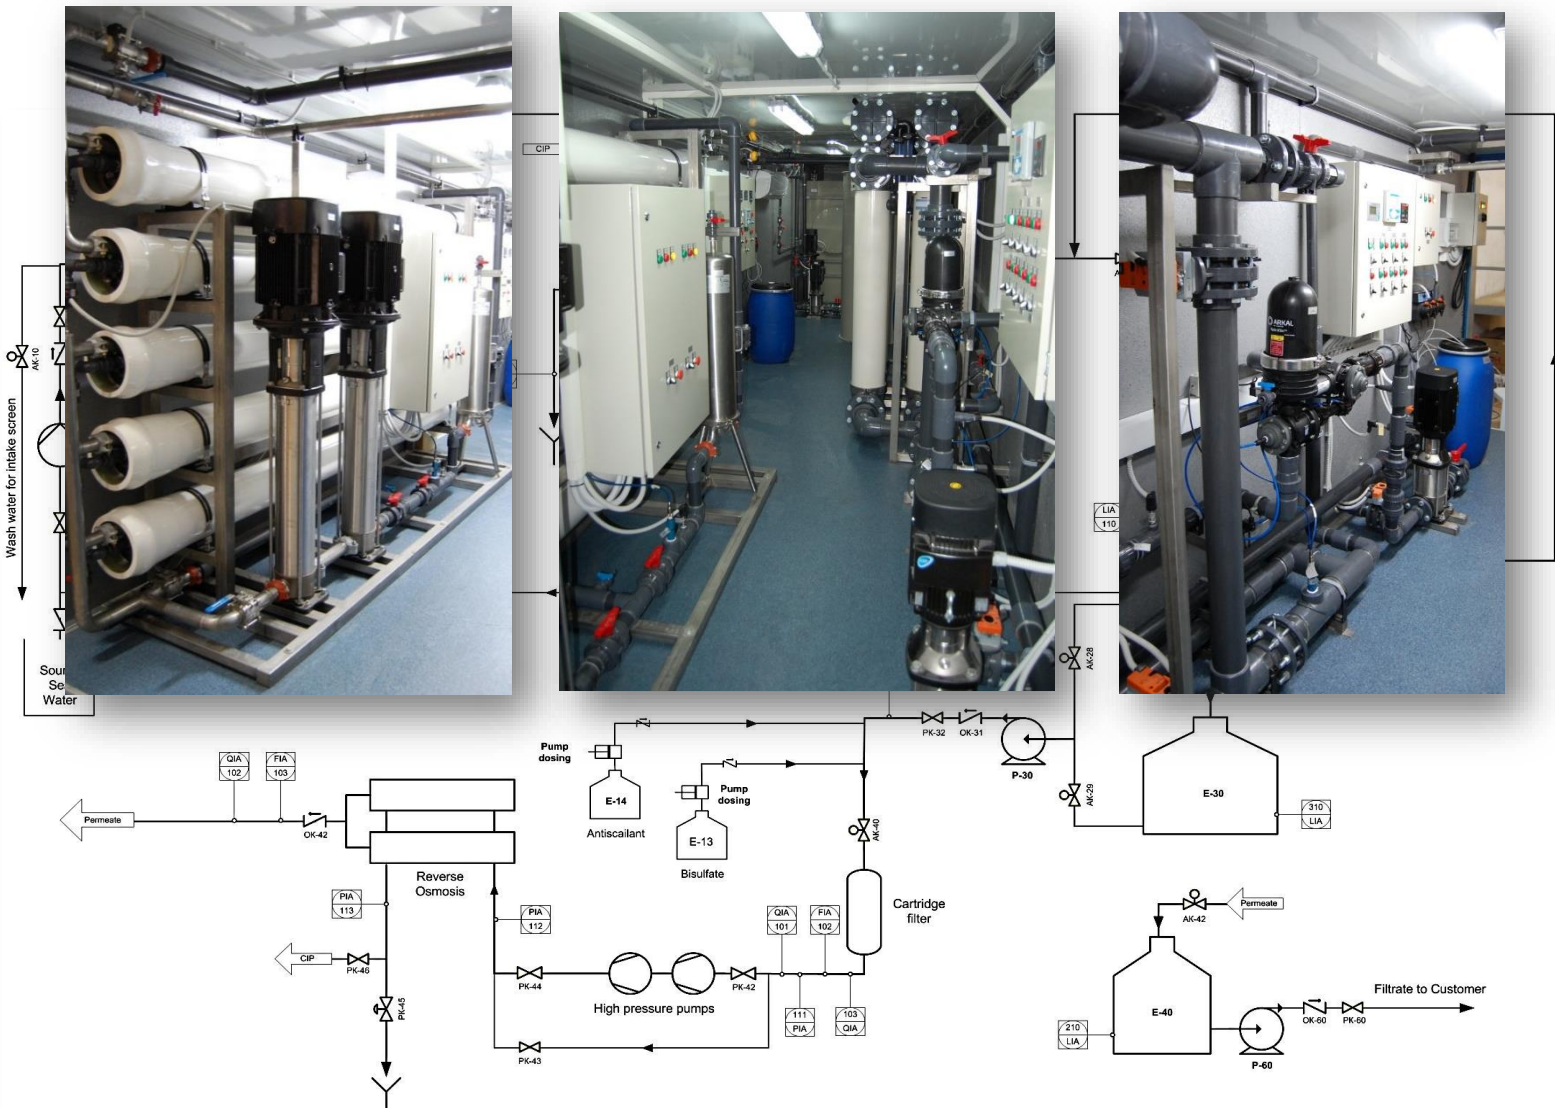 CIP
AK-10
Wash water for intake screen
ARKAL
LIA
110
Water
AK-28
PK-32
OK-31
P-30
Pump
dosing
E-14
Antiscailant
Pump
dosing
E-13
Bisulfate
AK-29
E-30
310
LIA
QIA
102
FIA
103
Permeate
OK-42
AK-40
Reverse
Osmosis
PIA
113
PIA
112
QIA
101
FIA
102
Cartridge
filter
CIP
PK-46
PK-44
PK-42
High pressure pumps
PK-45
111
PIA
103
QIA
PK-43
AK-42
Permeate
E-40
Filtrate to Customer
OK-60
PK-60
210
LIA
P-60